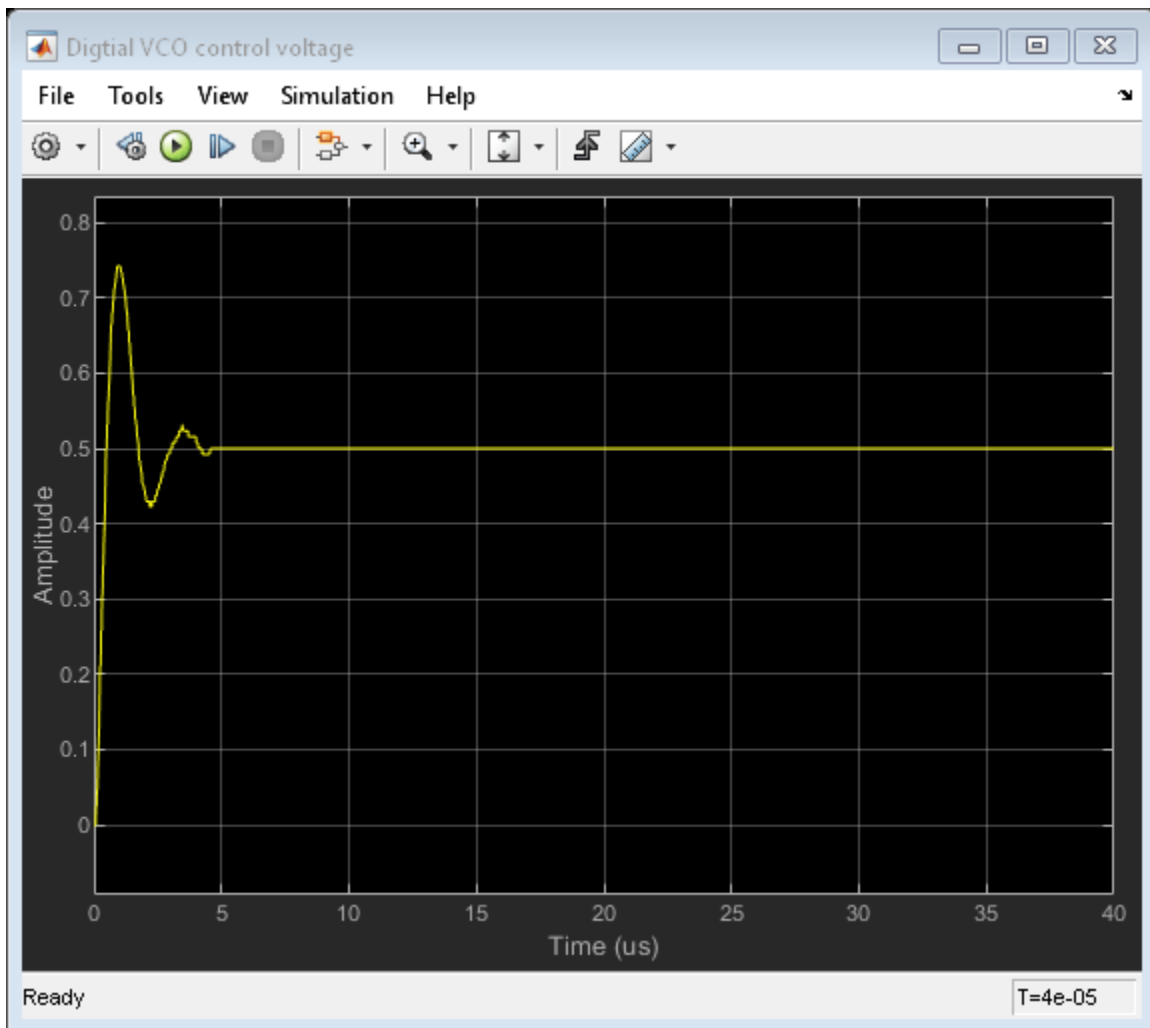 Digtial VCO control voltage
File Tools View Simulation Help
0.8
0.7
0.6
0.5
0.4
0.3
0.2
0.1
0
Amplitude
0 5 10 15 20 25 30 35 40
Time (us)
Ready T=4e-05